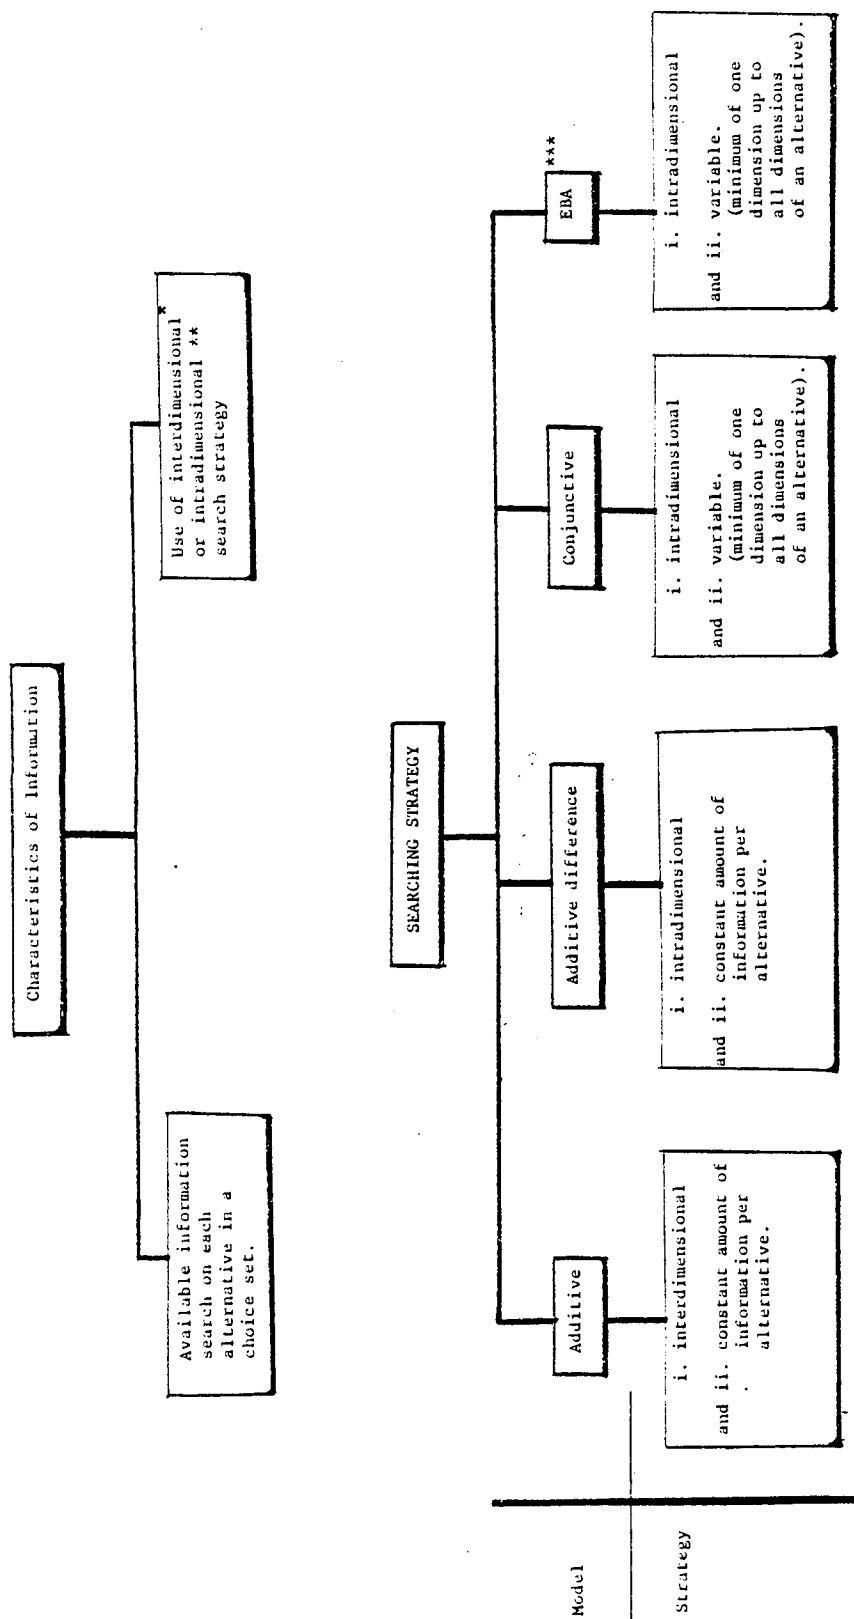 Characteristics of Information
Available information
search on each
alternative in a
choice set.
Use of interdimensional *
or intradimensional **
search strategy
SEARCHING STRATEGY
Model
Additive
Additive difference
Conjunctive
EBA ***
Strategy
i. interdimensional
and ii. constant amount of
information per
alternative.
i. intradimensional
and ii. constant amount of
information per
alternative.
i. intradimensional
and ii. variable.
(minimum of one
dimension up to
all dimensions
of an alternative).
i. intradimensional
and ii. variable.
(minimum of one
dimension up to
all dimensions
of an alternative).